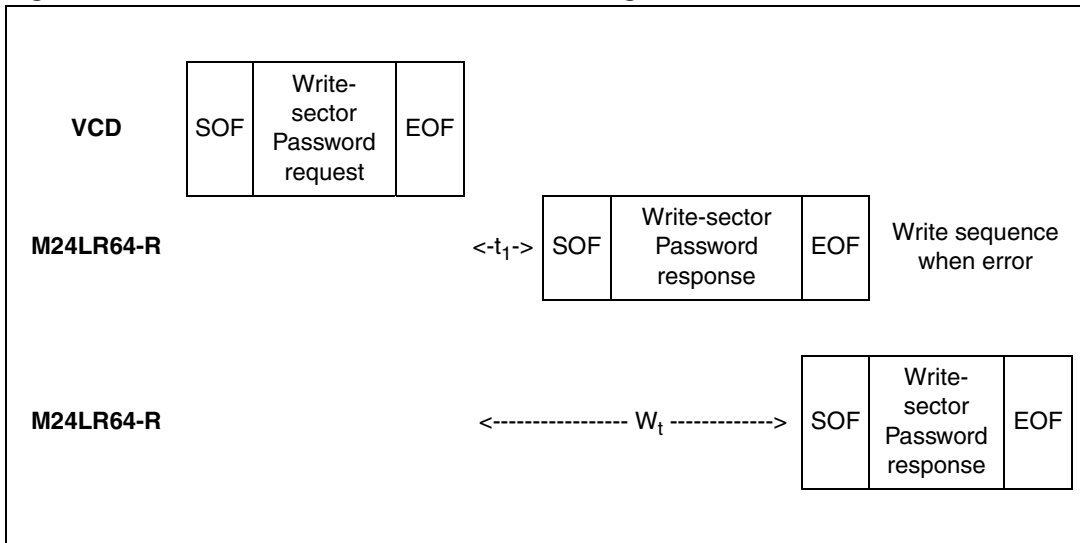 VCD
SOF
Write-
sector
Password
request
EOF
M24LR64-R
<-t1->
SOF
Write-sector
Password
response
EOF
Write sequence
when error
M24LR64-R
<----------------- Wt ------------->
SOF
Write-
sector
Password
response
EOF